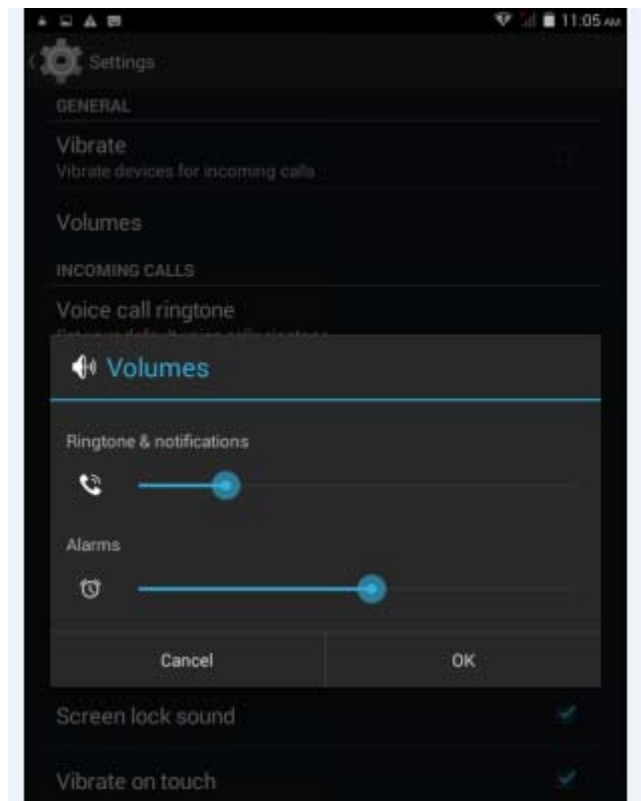 11:05 AM
Settings
GENERAL
Vibrate
Vibrate devices for incoming calls
Volumes
INCOMING CALLS
Voice call ringtone
Volumes
Ringtone & notifications
Alarms
Cancel
OK
Screen lock sound
Vibrate on touch